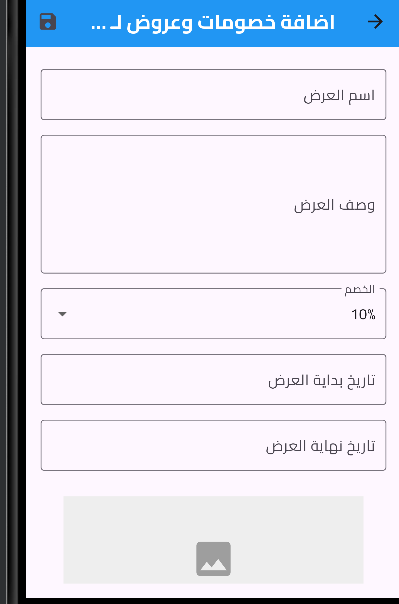 اضافة خصومات وعروض لـ ...
اسم العرض
وصف العرض
الخصم
10%
تاريخ بداية العرض
تاريخ نهاية العرض